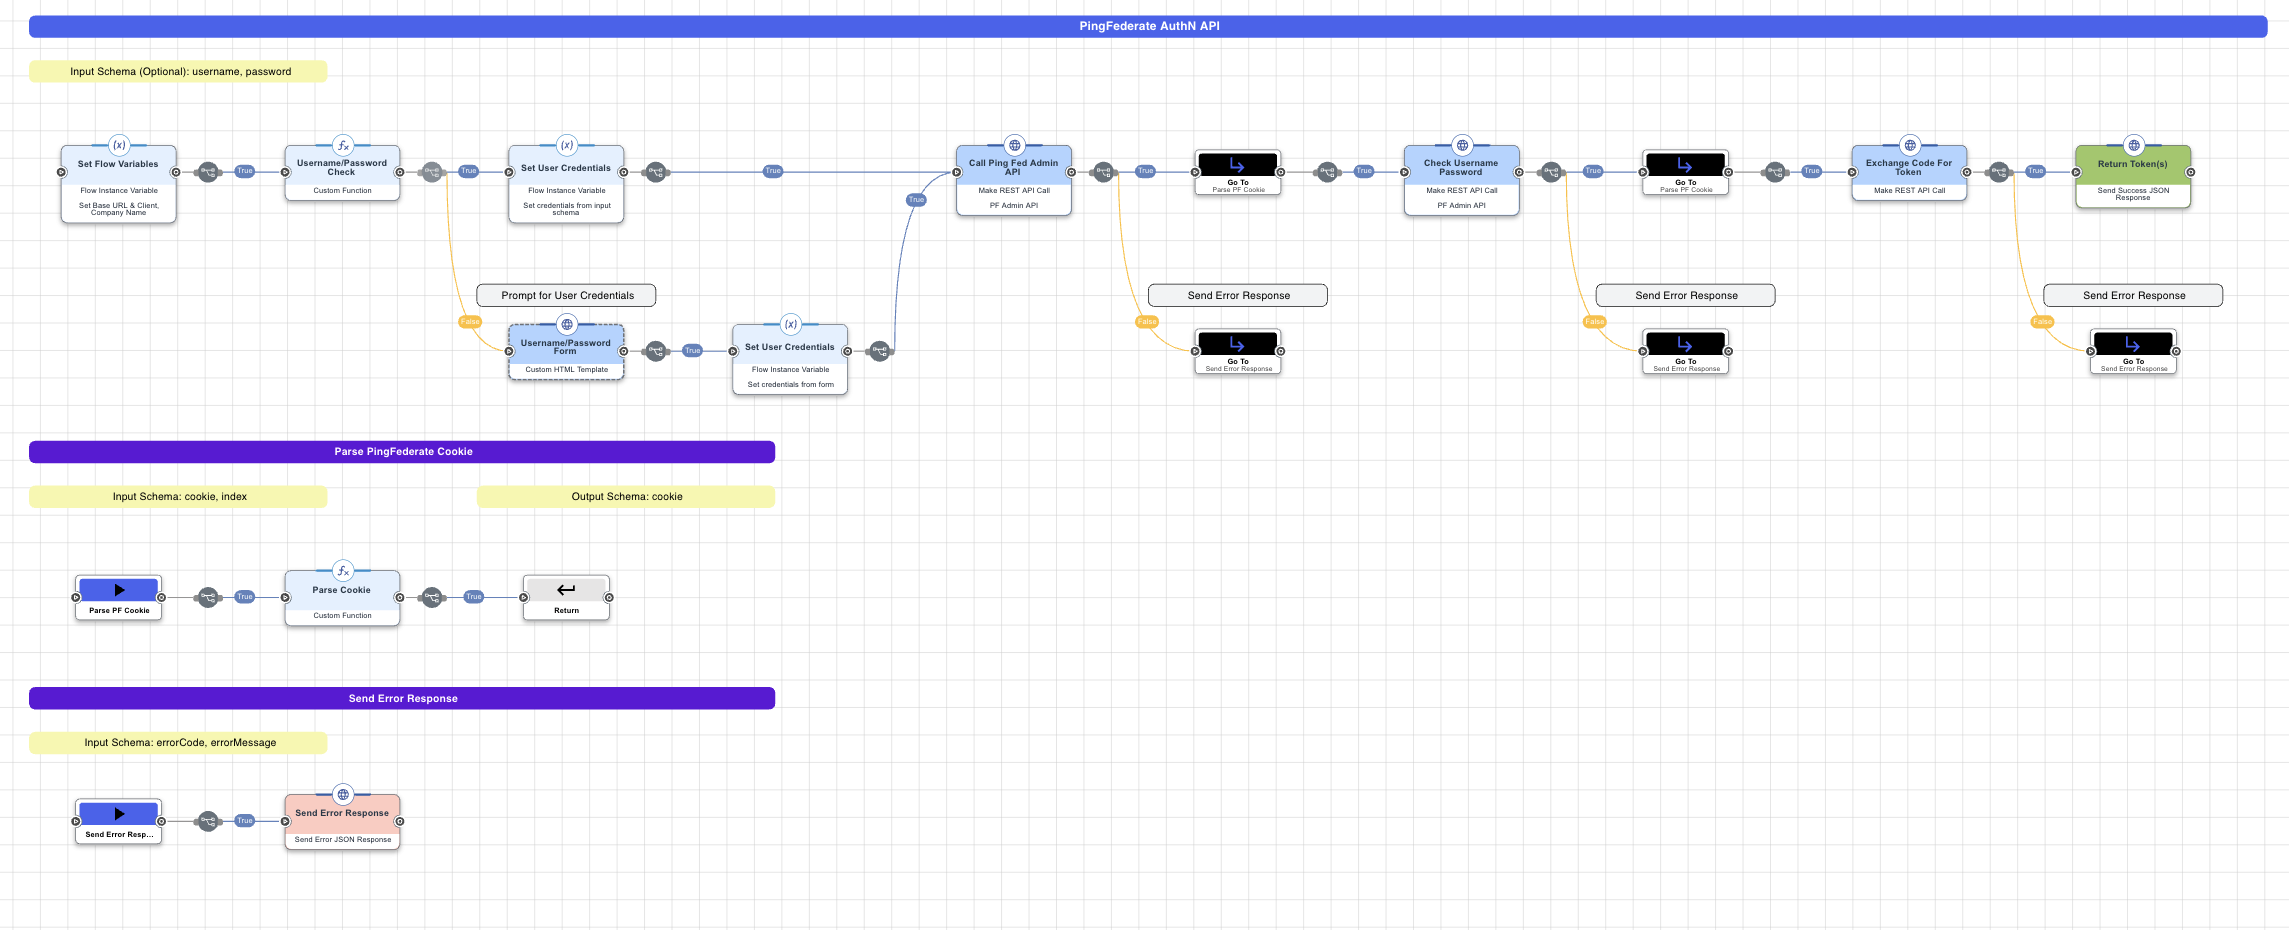 PingFederate AuthN API
Input Schema (Optional): username, password
Set Flow Variables
Flow Instance Variable
Set Base URL & Client,
Company Name
True
Username/Password
Check
Custom Function
True
Set User Credentials
Flow Instance Variable
Set credentials from input
schema
True
True
Call Ping Fed Admin
API
Make REST API Call
PF Admin API
True
Go To
Parse PF Cookie
True
Check Username
Password
Make REST API Call
PF Admin API
True
Go To
Parse PF Cookie
True
Exchange Code For
Token
Make REST API Call
True
Return Token(s)
Send Success JSON
Response
Prompt for User Credentials
False
Username/Password
Form
Custom HTML Template
True
Set User Credentials
Flow Instance Variable
Set credentials from form
Send Error Response
False
Go To
Send Error Response
Send Error Response
False
Go To
Send Error Response
Send Error Response
False
Go To
Send Error Response
Parse PingFederate Cookie
Input Schema: cookie, index
Output Schema: cookie
Parse PF Cookie
True
Parse Cookie
Custom Function
True
Return
Send Error Response
Input Schema: errorCode, errorMessage
Send Error Resp...
True
Send Error Response
Send Error JSON Response